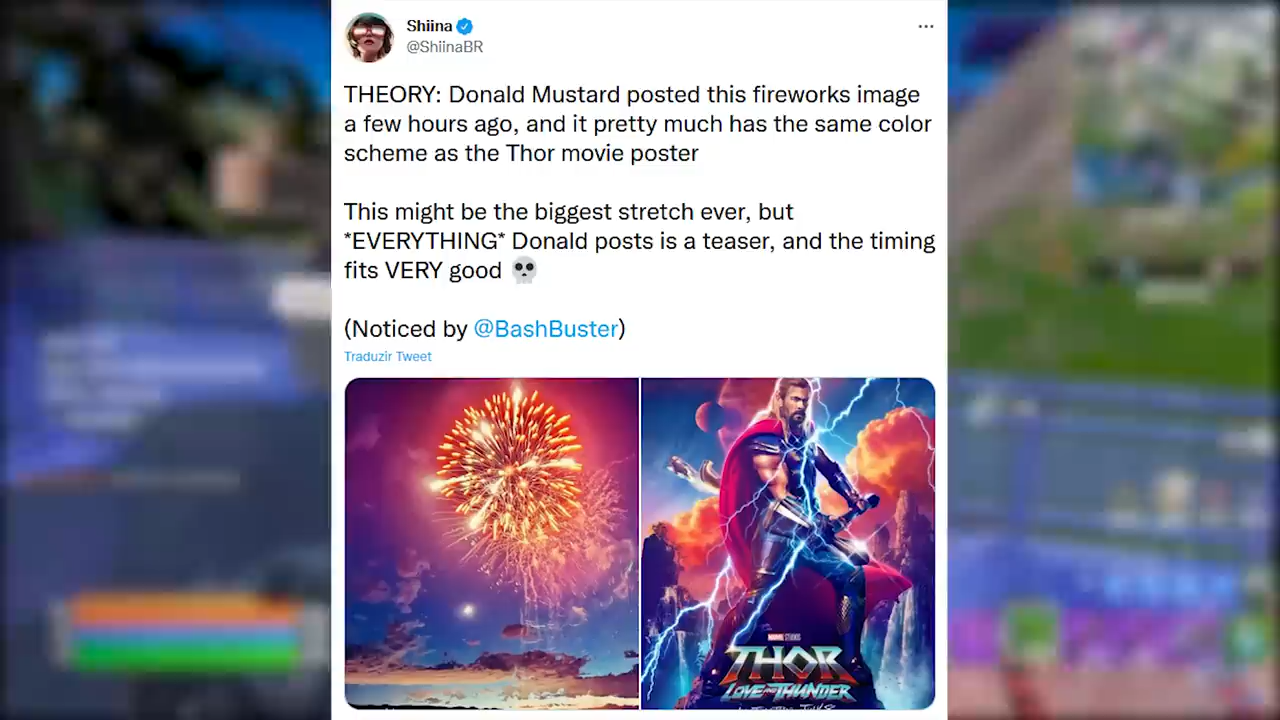 Shiina
@ShiinaBR
THEORY: Donald Mustard posted this fireworks image
a few hours ago, and it pretty much has the same color
scheme as the Thor movie poster
This might be the biggest stretch ever, but
*EVERYTHING* Donald posts is a teaser, and the timing
fits VERY good 💀
(Noticed by @BashBuster)
Traduzir Tweet
MARVEL STUDIOS
THOR
LOVE AND THUNDER